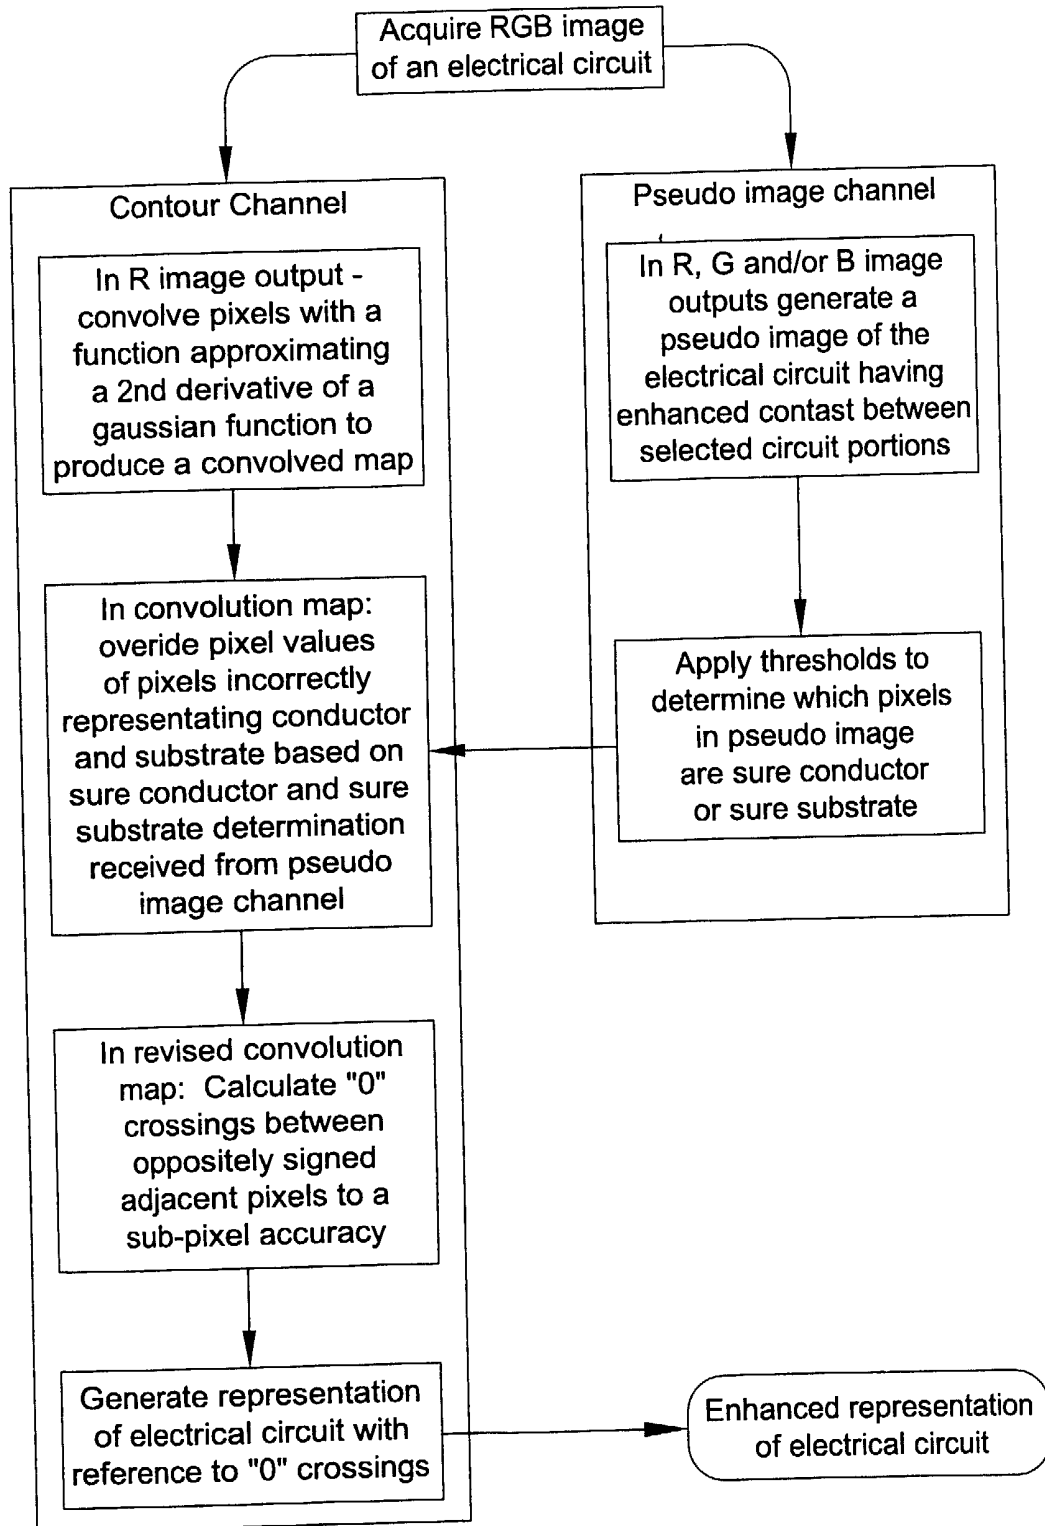 Acquire RGB image
of an electrical circuit
Contour Channel
In R image output -
convolve pixels with a
function approximating
a 2nd derivative of a
gaussian function to
produce a convolved map
In convolution map:
overide pixel values
of pixels incorrectly
representating conductor
and substrate based on
sure conductor and sure
substrate determination
received from pseudo
image channel
In revised convolution
map: Calculate "0"
crossings between
oppositely signed
adjacent pixels to a
sub-pixel accuracy
Generate representation
of electrical circuit with
reference to "0" crossings
Pseudo image channel
In R, G and/or B image
outputs generate a
pseudo image of the
electrical circuit having
enhanced contast between
selected circuit portions
Apply thresholds to
determine which pixels
in pseudo image
are sure conductor
or sure substrate
Enhanced representation
of electrical circuit